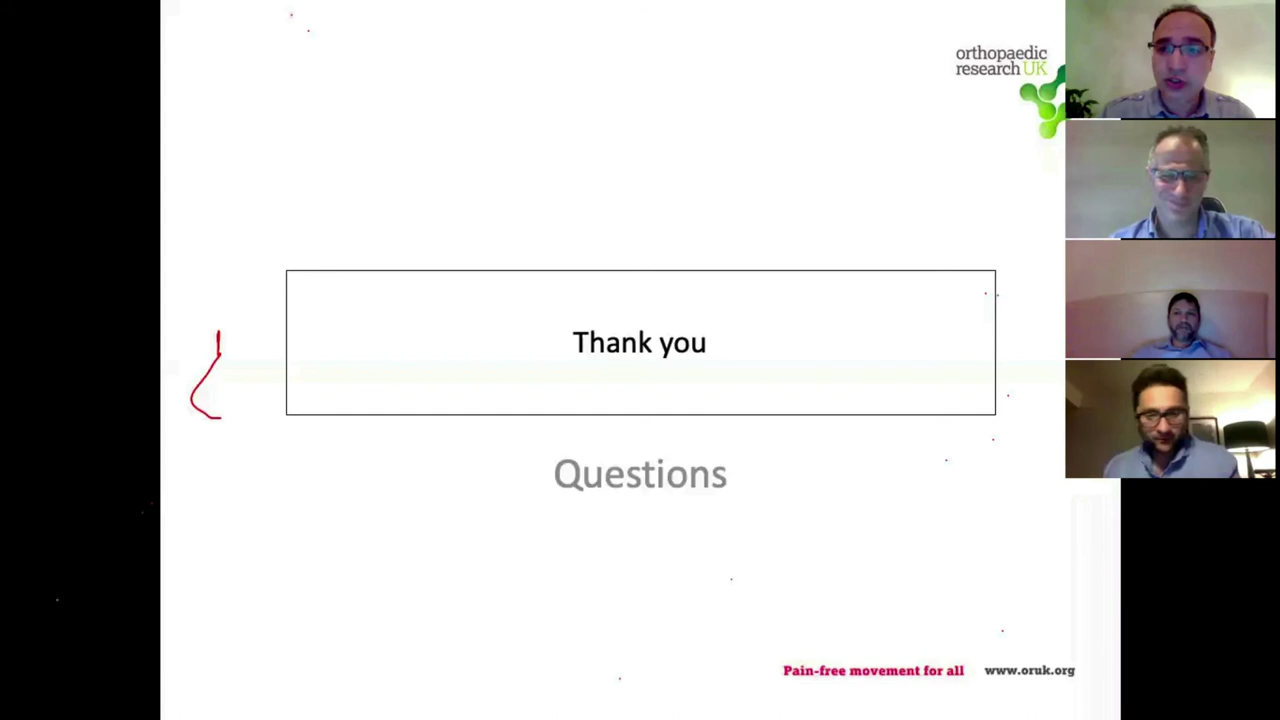 orthopaedic
research UK
Thank you
Questions
Pain-free movement for all www.oruk.org